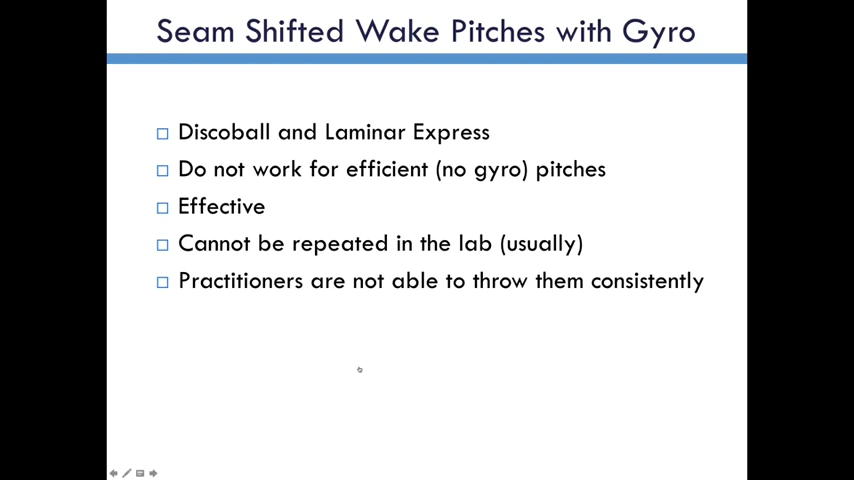 Seam Shifted Wake Pitches with Gyro
Discoball and Laminar Express
Do not work for efficient (no gyro) pitches
Effective
Cannot be repeated in the lab (usually)
Practitioners are not able to throw them consistently